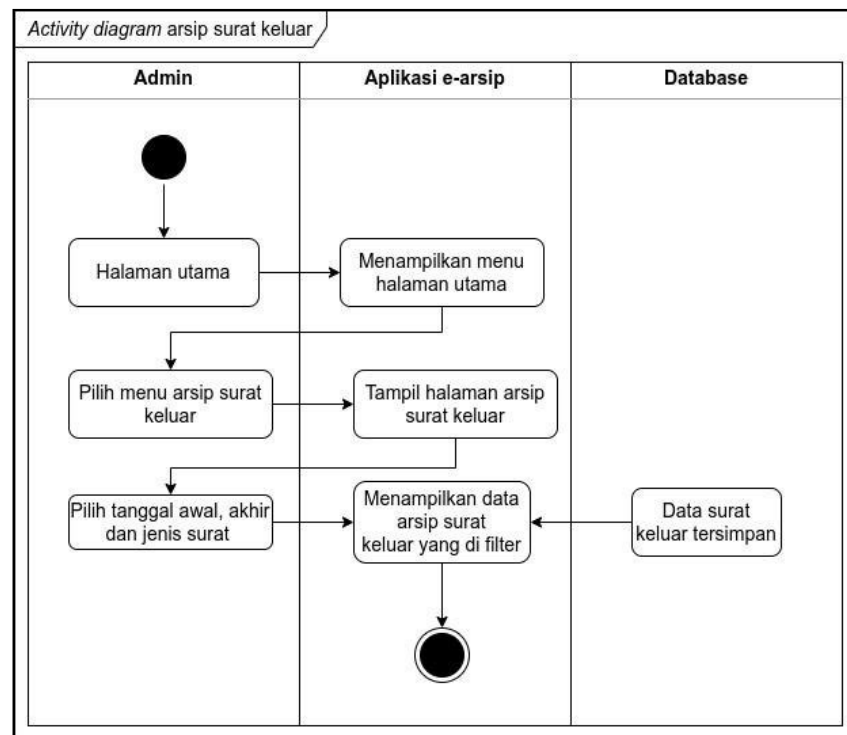 Activity diagram arsip surat keluar
Admin
Aplikasi e-arsip
Database
Halaman utama
Menampilkan menu
halaman utama
Pilih menu arsip surat
keluar
Tampil halaman arsip
surat keluar
Pilih tanggal awal, akhir
dan jenis surat
Menampilkan data
arsip surat
keluar yang di filter
Data surat
keluar tersimpan